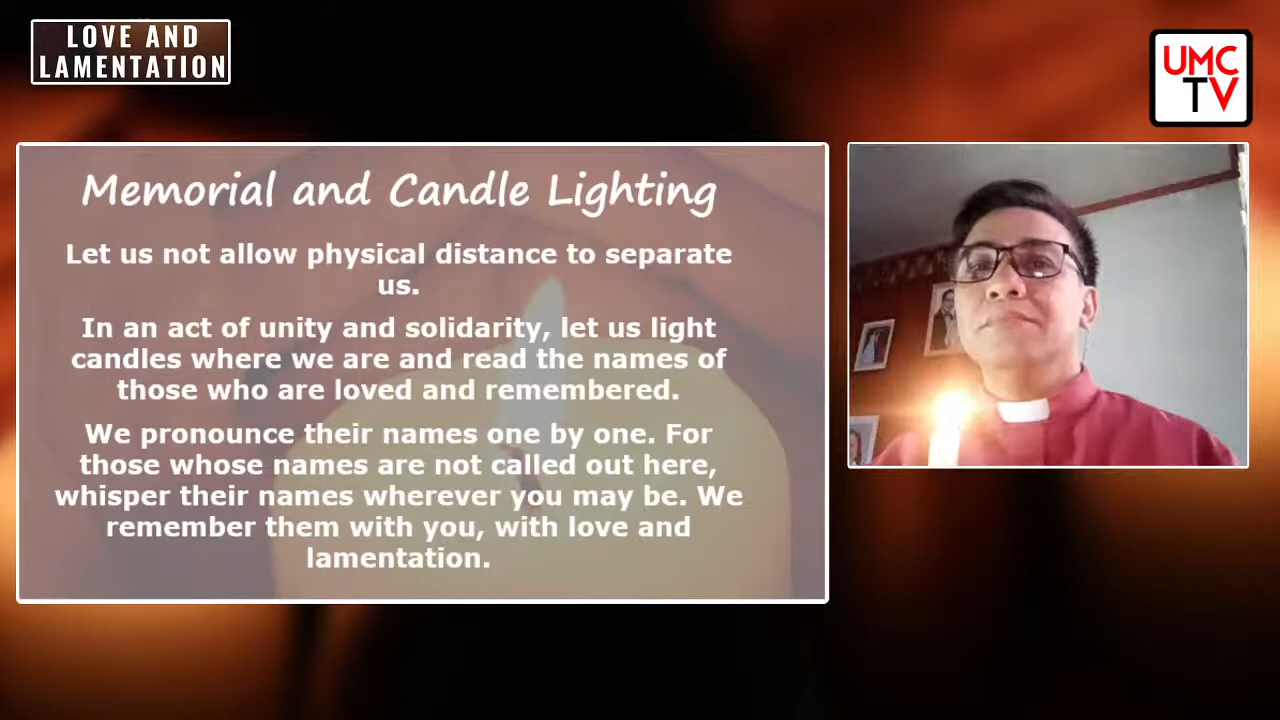 LOVE AND
LAMENTATION
UMC
TV
Memorial and Candle Lighting
Let us not allow physical distance to separate
us.
In an act of unity and solidarity, let us light
candles where we are and read the names of
those who are loved and remembered.
We pronounce their names one by one. For
those whose names are not called out here,
whisper their names wherever you may be. We
remember them with you, with love and
lamentation.